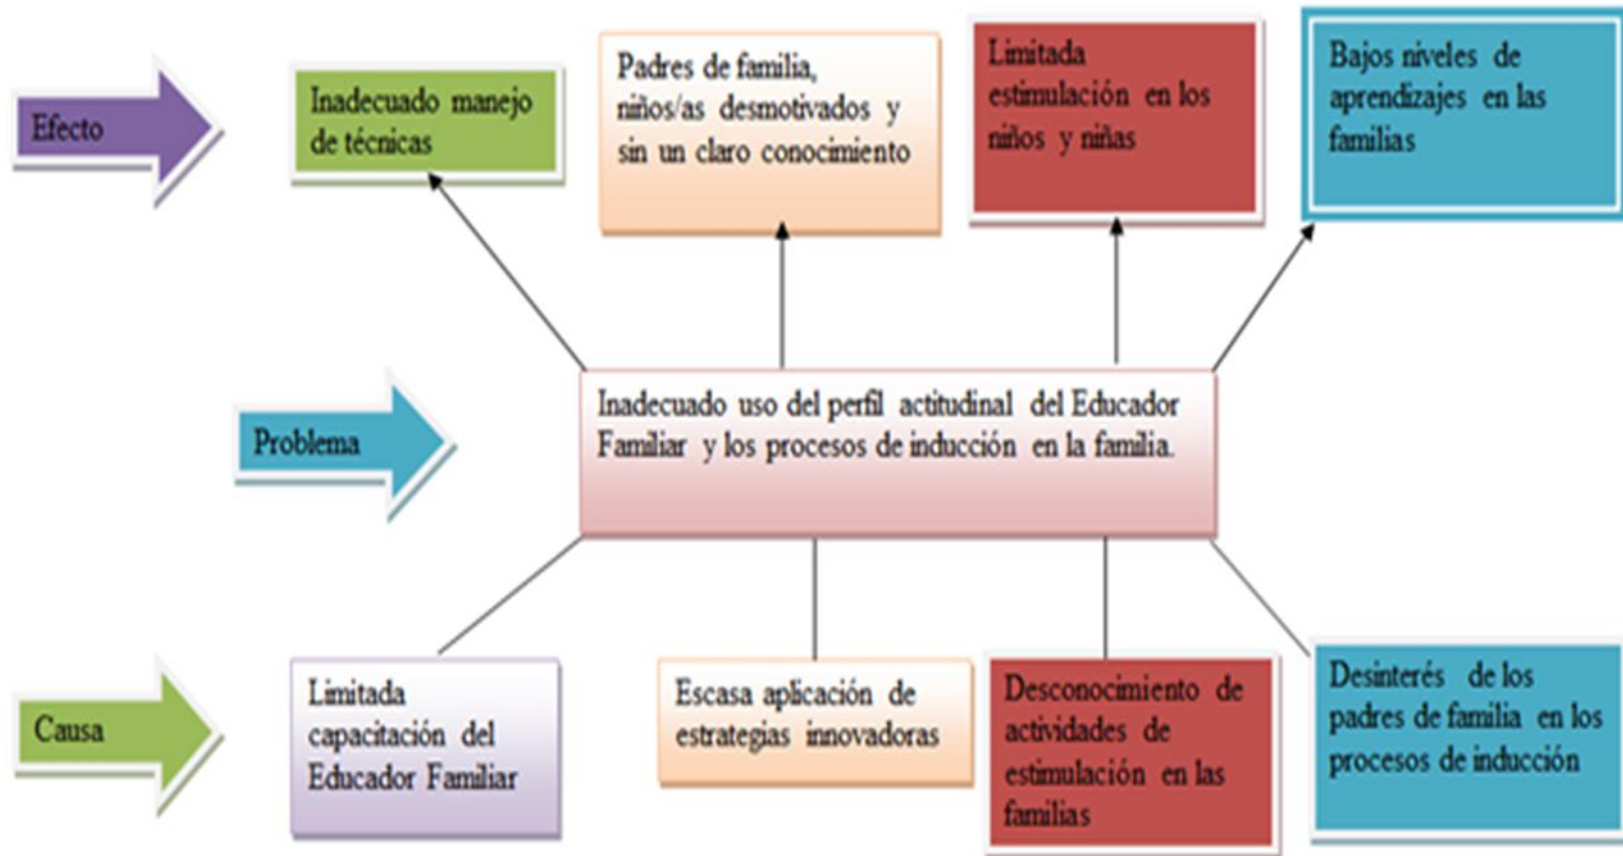 Efecto
Inadecuado manejo
de técnicas
Padres de familia,
niños/as desmotivados y
sin un claro conocimiento
Limitada
estimulación en los
niños y niñas
Bajos niveles de
aprendizajes en las
familias
Problema
Inadecuado uso del perfil actitudinal del Educador
Familiar y los procesos de inducción en la familia.
Causa
Limitada
capacitación del
Educador Familiar
Escasa aplicación de
estrategias innovadoras
Desconocimiento de
actividades de
estimulación en las
familias
Desinterés de los
padres de familia en los
procesos de inducción